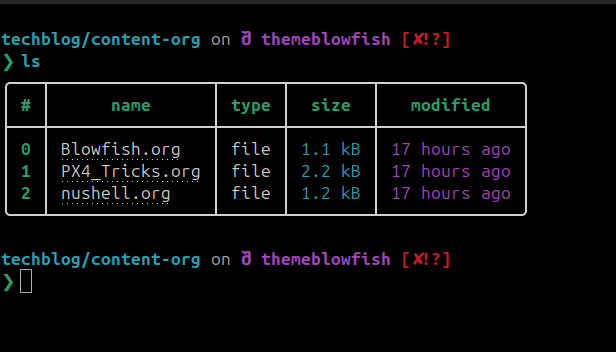 techblog/content-org on ð themeblowfish [✘!?]
❯ ls
# name type size modified
0 Blowfish.org file 1.1 kB 17 hours ago
1 PX4_Tricks.org file 2.2 kB 17 hours ago
2 nushell.org file 1.2 kB 17 hours ago
techblog/content-org on ð themeblowfish [✘!?]
❯